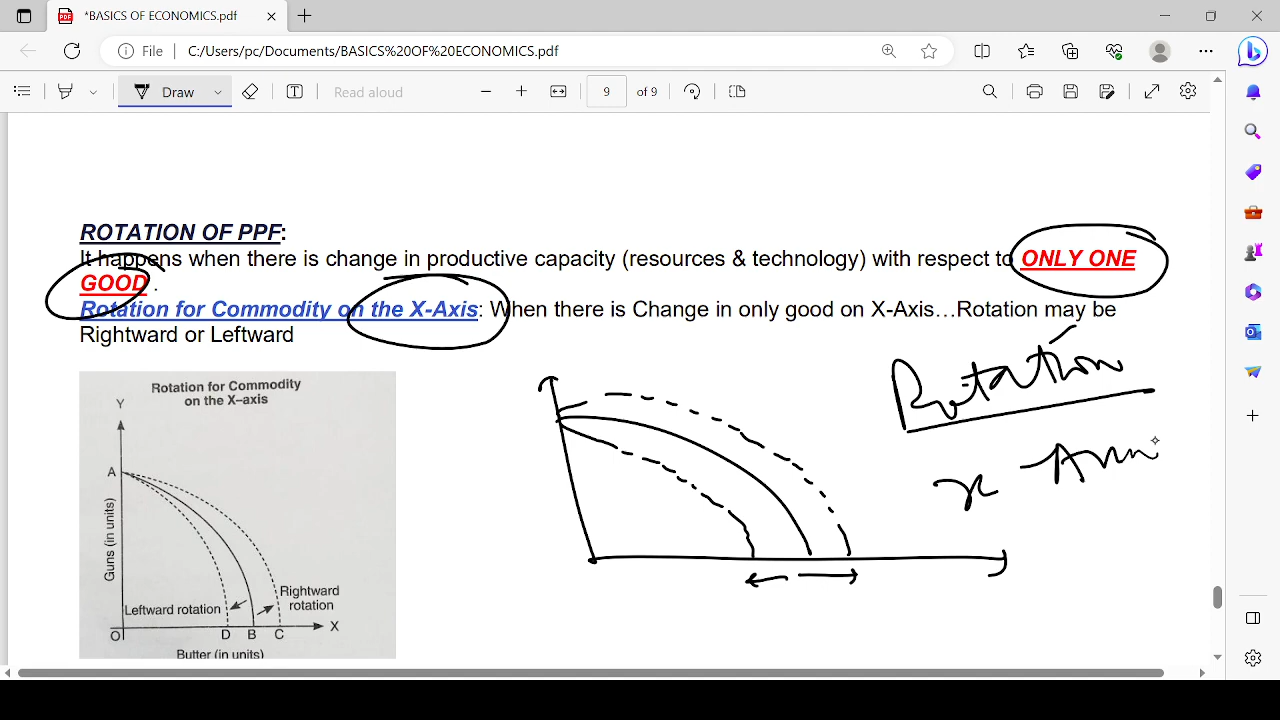 *BASICS OF ECONOMICS.pdf
File C:/Users/pc/Documents/BASICS%20OF%20ECONOMICS.pdf
Draw Read aloud 9 of 9
ROTATION OF PPF:
It happens when there is change in productive capacity (resources & technology) with respect to ONLY ONE
GOOD .
Rotation for Commodity on the X-Axis: When there is Change in only good on X-Axis…Rotation may be
Rightward or Leftward
Rotation for Commodity
on the X–axis
Y
A
Guns (in units)
Rightward
rotation
Leftward rotation
O D B C X
Butter (in units)
Rotation
x -